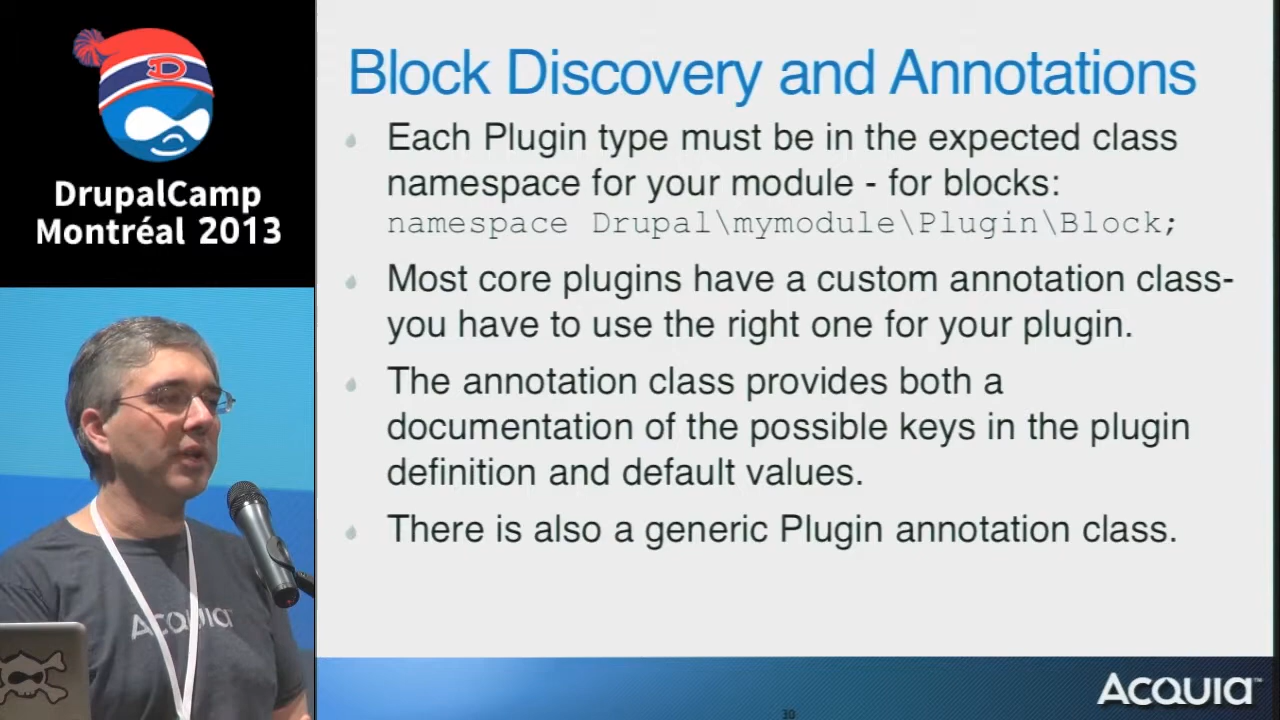 D
DrupalCamp
Montréal 2013
ACQUIA
Block Discovery and Annotations
Each Plugin type must be in the expected class
namespace for your module - for blocks:
namespace Drupal\mymodule\Plugin\Block;
Most core plugins have a custom annotation class-
you have to use the right one for your plugin.
The annotation class provides both a
documentation of the possible keys in the plugin
definition and default values.
There is also a generic Plugin annotation class.
30
ACQUIA™